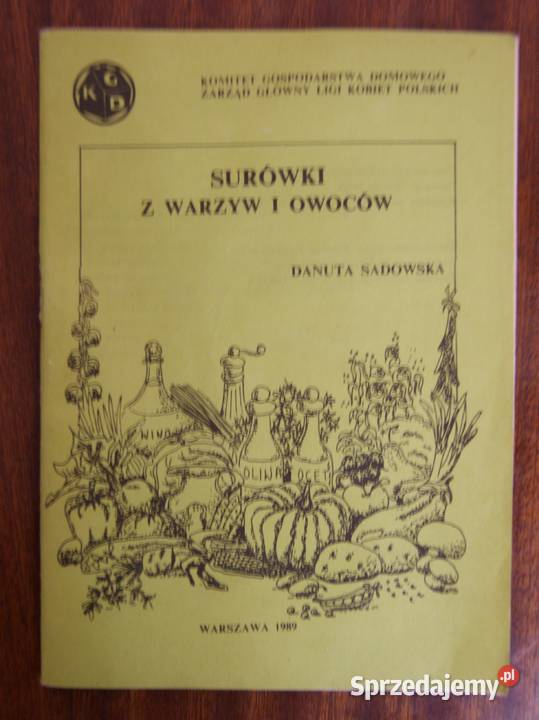 K G D
KOMITET GOSPODARSTWA DOMOWEGO
ZARZĄD GŁÓWNY LIGI KOBIET POLSKICH
SURÓWKI
Z WARZYW I OWOCÓW
DANUTA SADOWSKA
WINO
OLIWA OCET
WARSZAWA 1989
Sprzedajemy.pl